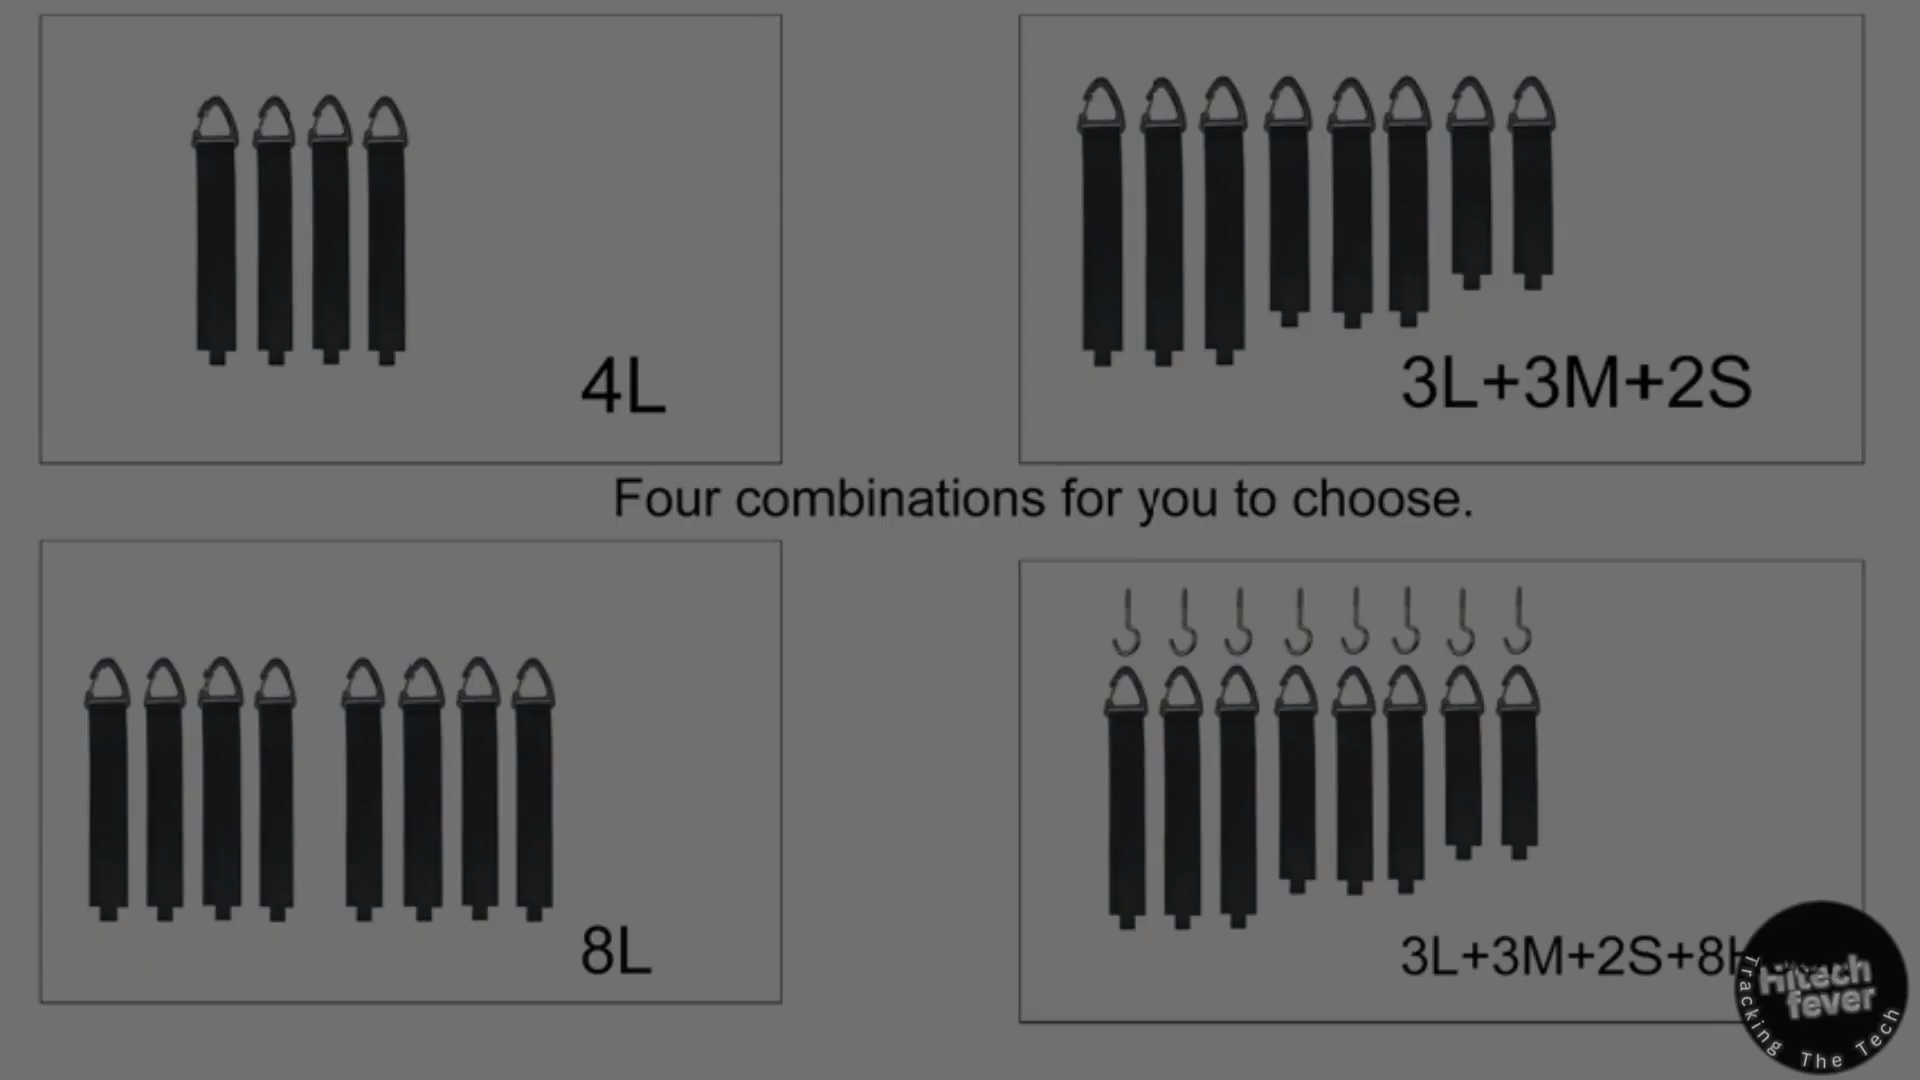 4L
3L+3M+2S
Four combinations for you to choose.
8L
3L+3M+2S+8H
Hitech
fever
Tracking The Tech